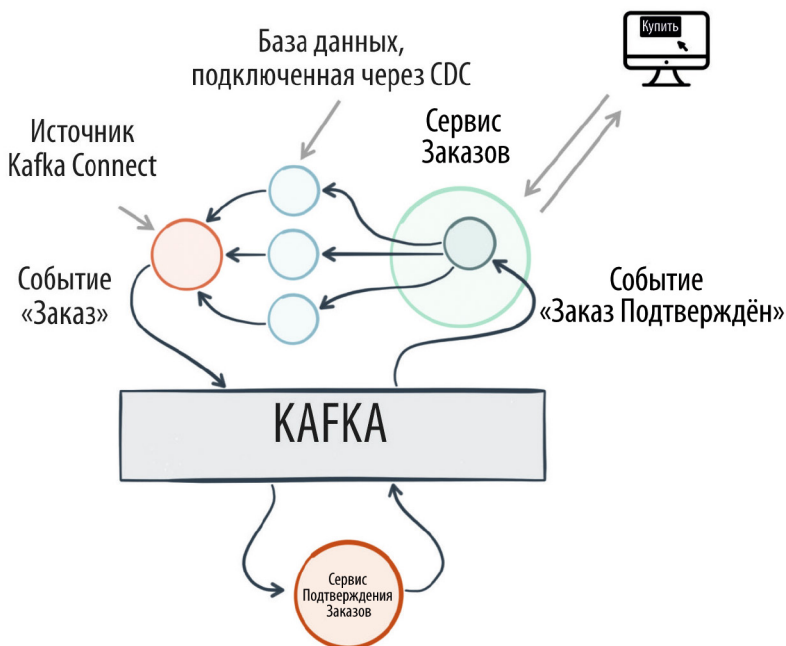 Купить
База данных,
подключенная через CDC
Сервис
Заказов
Источник
Kafka Connect
Событие
«Заказ»
Событие
«Заказ Подтверждён»
KAFKA
Сервис
Подтверждения
Заказов